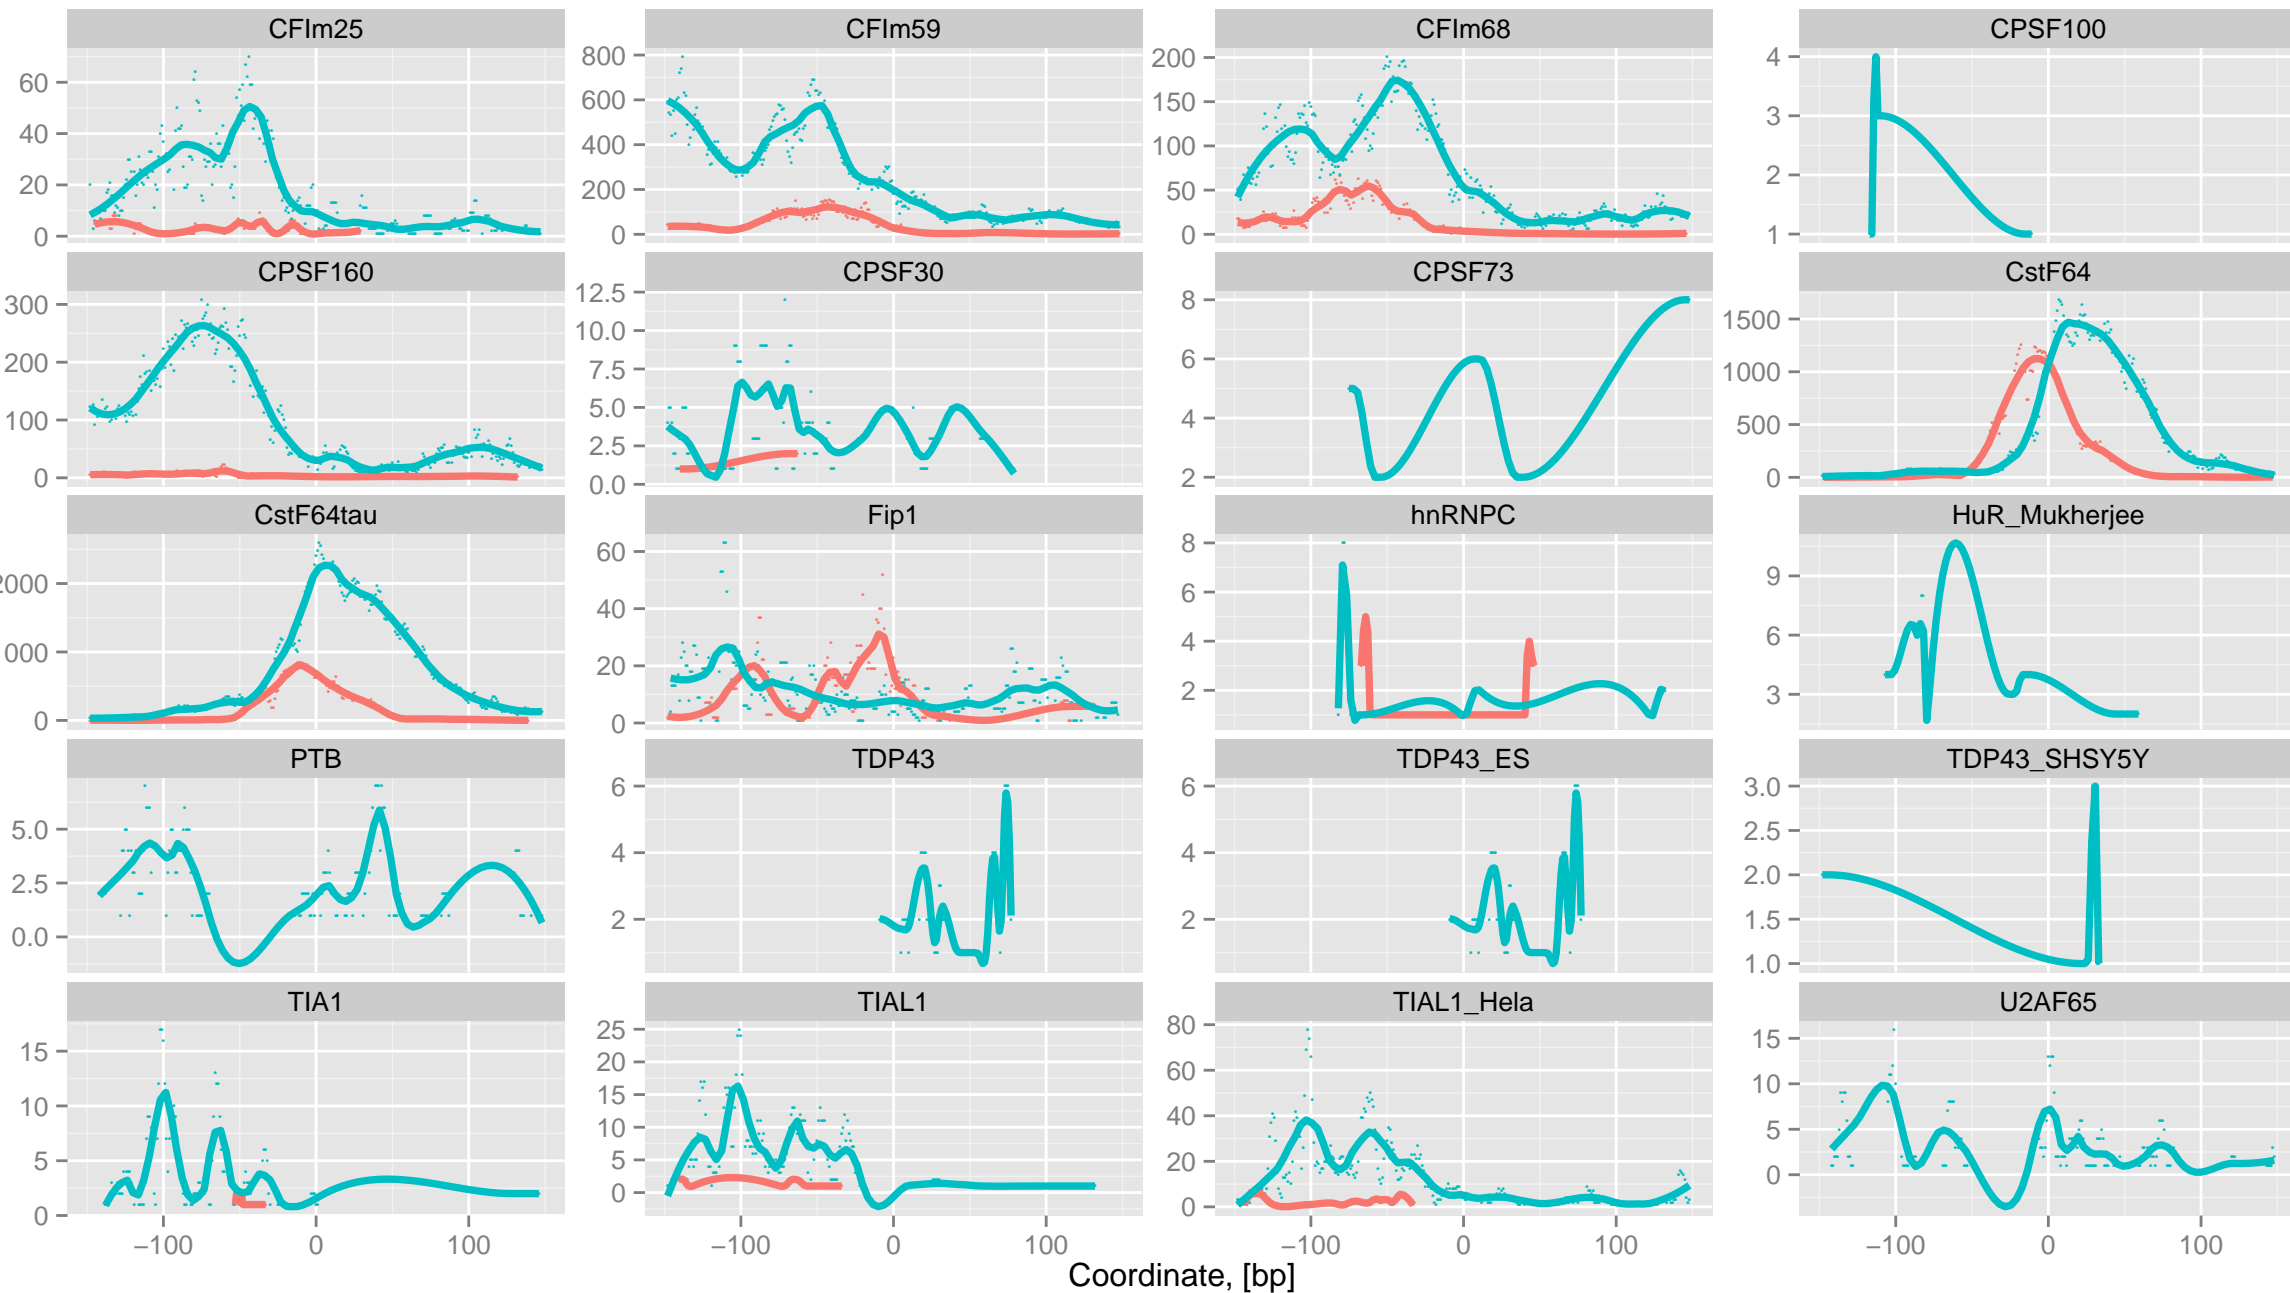 CFIm25 CFIm59 CFIm68 CPSF100
60 40 20 0
800 600 400 200 0
200 150 100 50 0
4 3 2 1
CPSF160 CPSF30 CPSF73 CstF64
300 200 100 0
12.5 10.0 7.5 5.0 2.5 0.0
8 6 4 2
1500 1000 500 0
CstF64tau Fip1 hnRNPC HuR_Mukherjee
000 000 0
60 40 20 0
8 6 4 2
9 6 3
PTB TDP43 TDP43_ES TDP43_SHSY5Y
5.0 2.5 0.0
6 4 2
6 4 2
3.0 2.5 2.0 1.5 1.0
TIA1 TIAL1 TIAL1_Hela U2AF65
15 10 5 0
25 20 15 10 5 0
80 60 40 20 0
15 10 5 0
−100 0 100 −100 0 100 −100 0 100 −100 0 100
Coordinate, [bp]